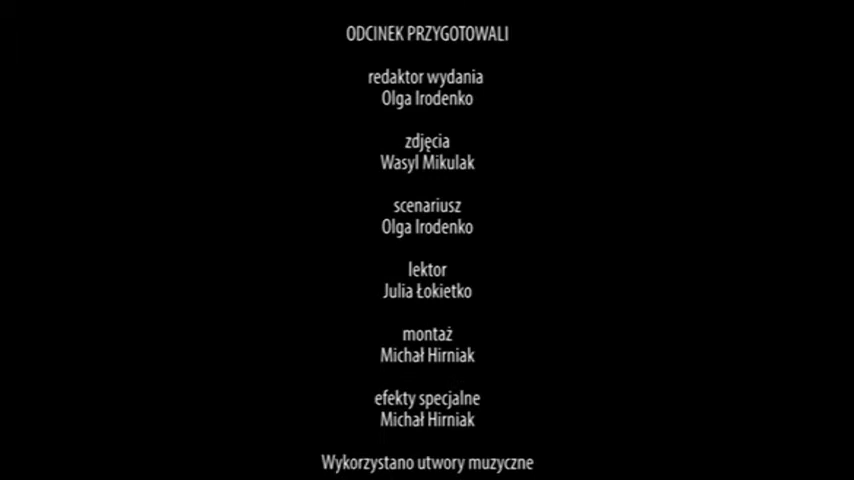 ODCINEK PRZYGOTOWALI
redaktor wydania
Olga Irodenko
zdjęcia
Wasyl Mikulak
scenariusz
Olga Irodenko
lektor
Julia Łokietko
montaż
Michał Hirniak
efekty specjalne
Michał Hirniak
Wykorzystano utwory muzyczne